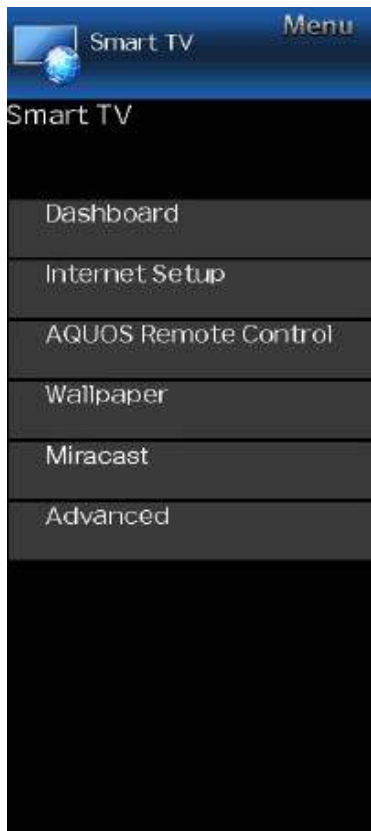 Menu
Smart TV
Smart TV
Dashboard
Internet Setup
AQUOS Remote Control
Wallpaper
Miracast
Advanced